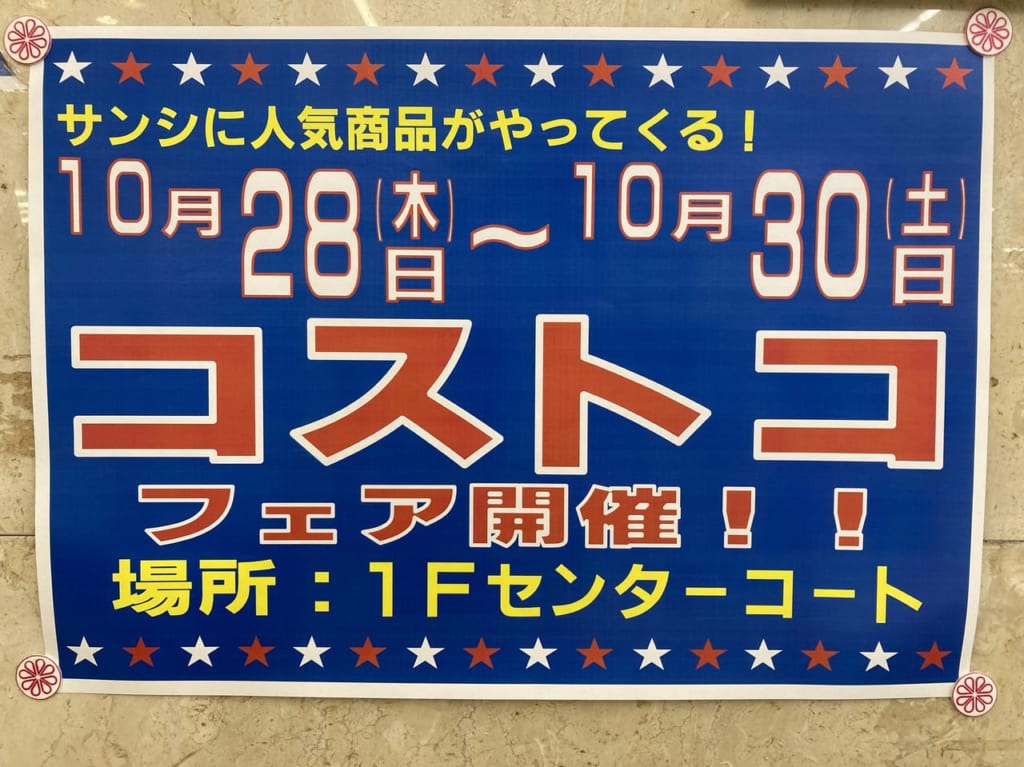 サンシに人気商品がやってくる！
10月28日(木)～10月30日(土)
コストコ
フェア開催！！
場所：1Fセンターコート